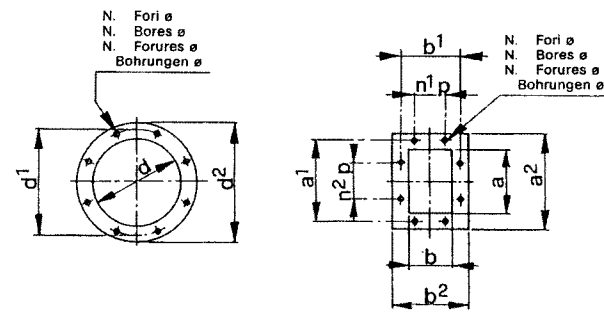 N. Fori ø
N. Bores ø
N. Forures ø
Bohrungen ø
d¹
d
d²
N. Fori ø
N. Bores ø
N. Forures ø
Bohrungen ø
b¹
n¹ p
a¹
n² p
a
a²
b
b²